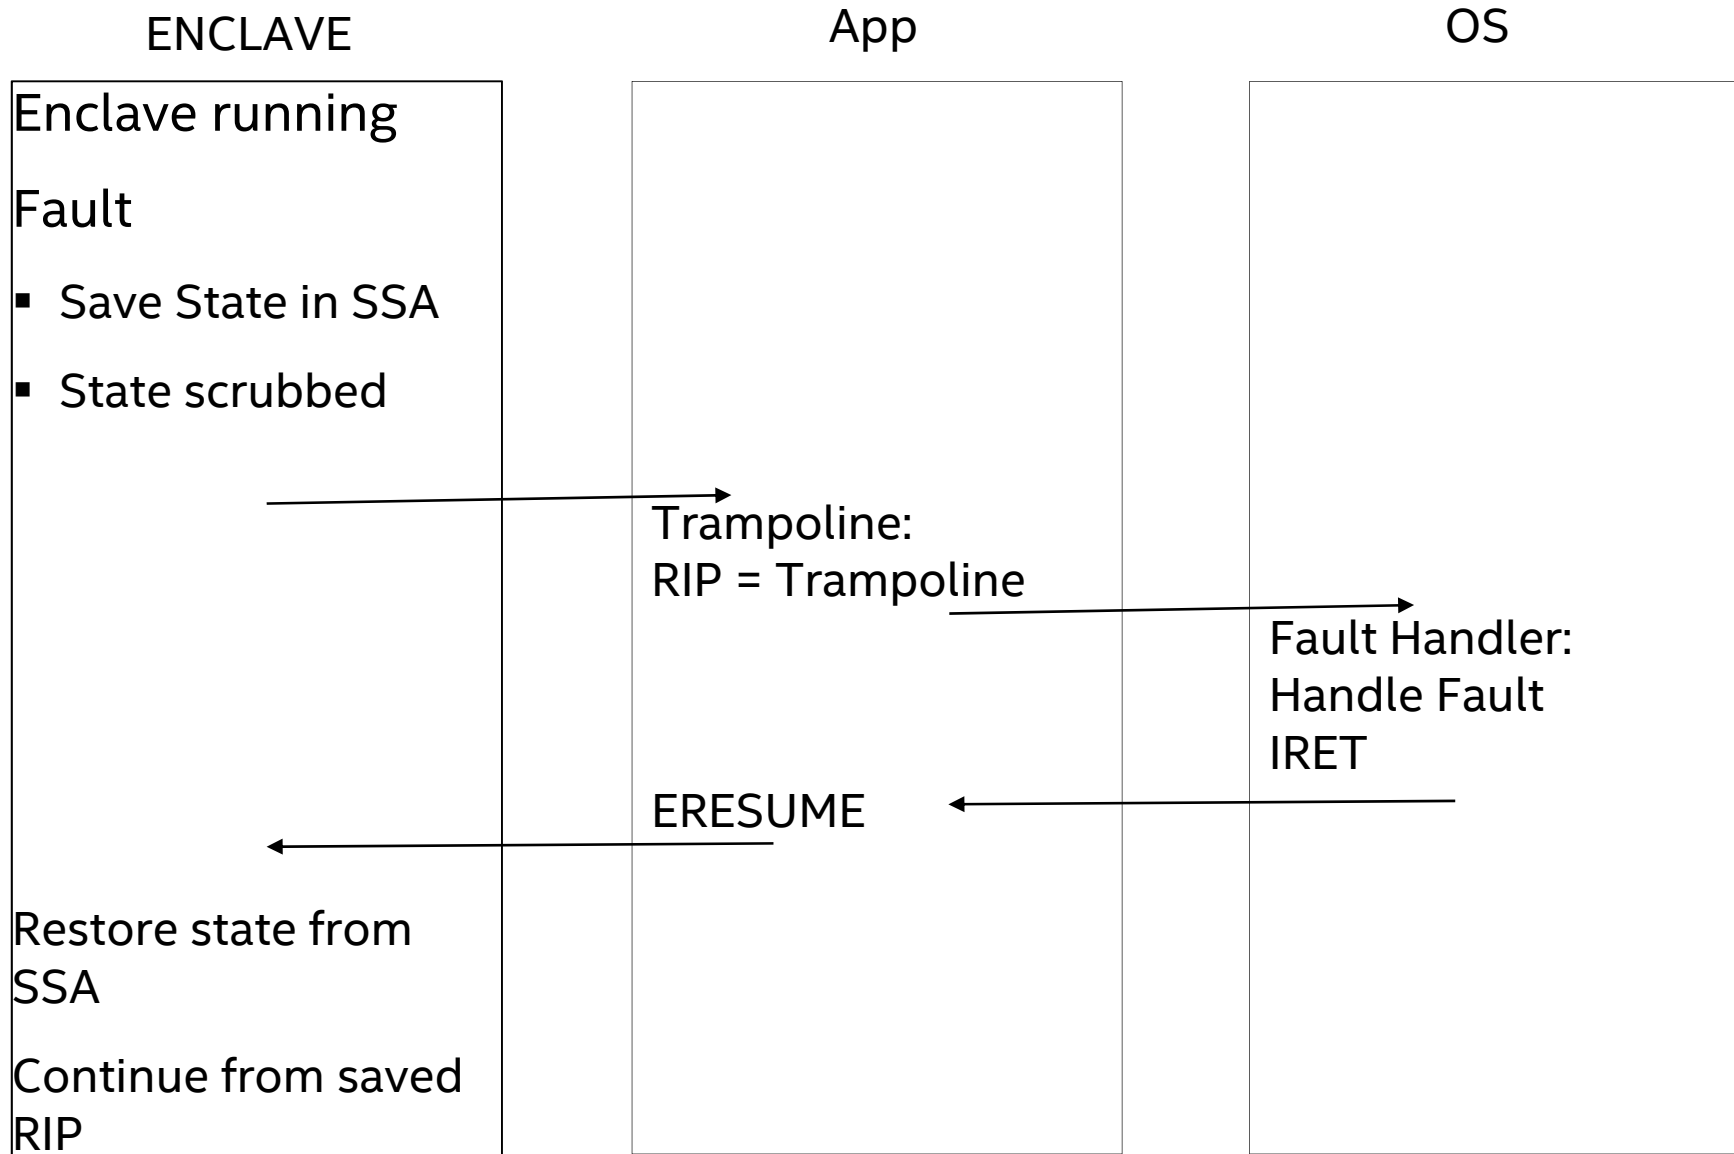 ENCLAVE
App
OS
Enclave running
Fault
▪ Save State in SSA
▪ State scrubbed
Trampoline:
RIP = Trampoline
Fault Handler:
Handle Fault
IRET
ERESUME
Restore state from
SSA
Continue from saved
RIP